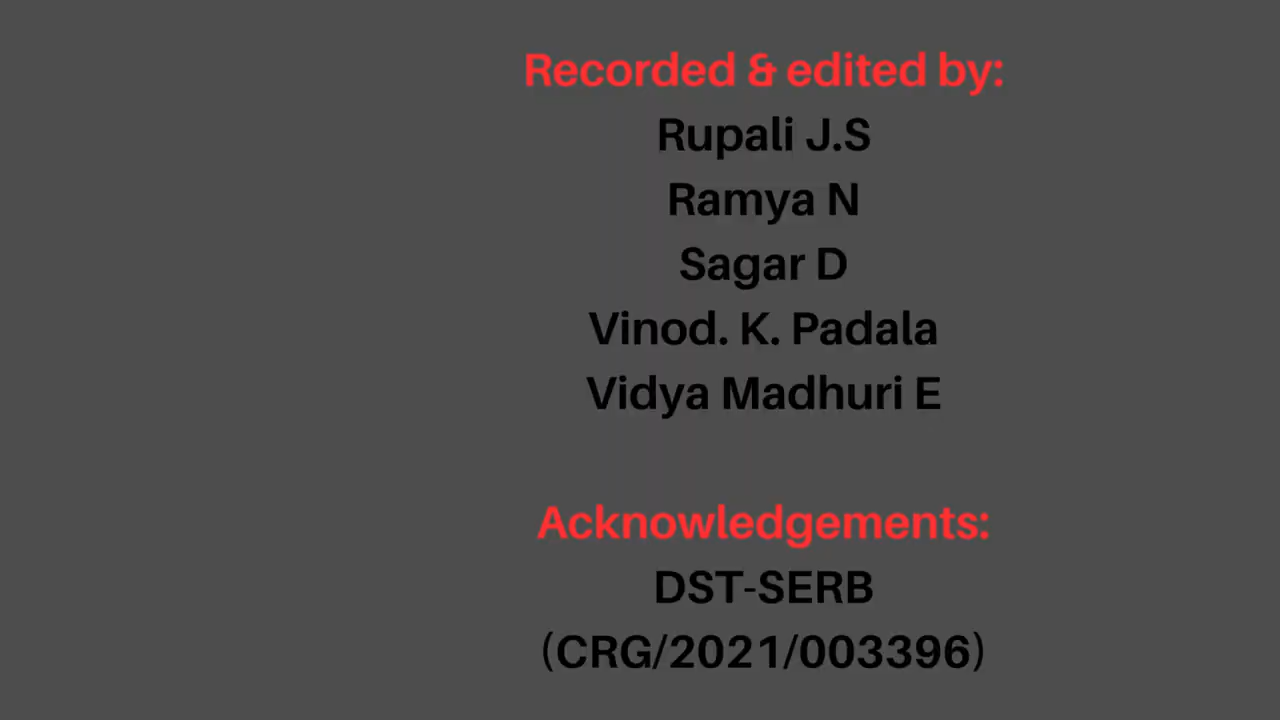 Recorded & edited by:
Rupali J.S
Ramya N
Sagar D
Vinod. K. Padala
Vidya Madhuri E
Acknowledgements:
DST-SERB
(CRG/2021/003396)